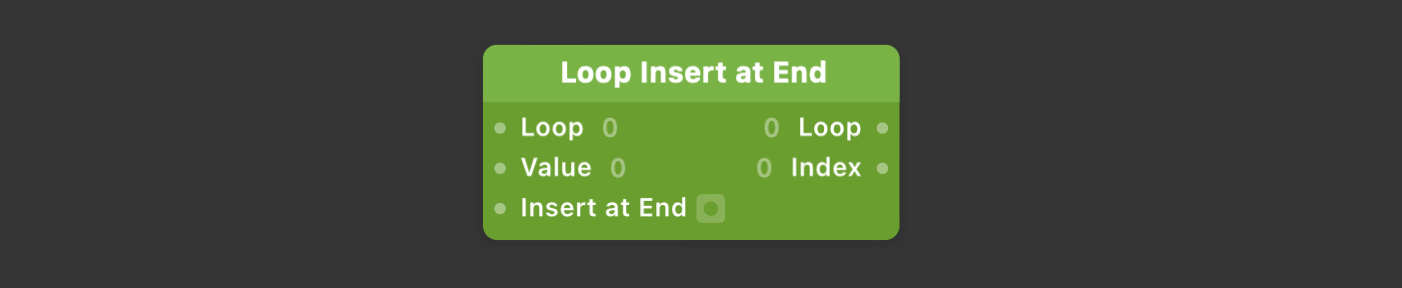 Loop Insert at End
Loop 0 0 Loop
Value 0 0 Index
Insert at End